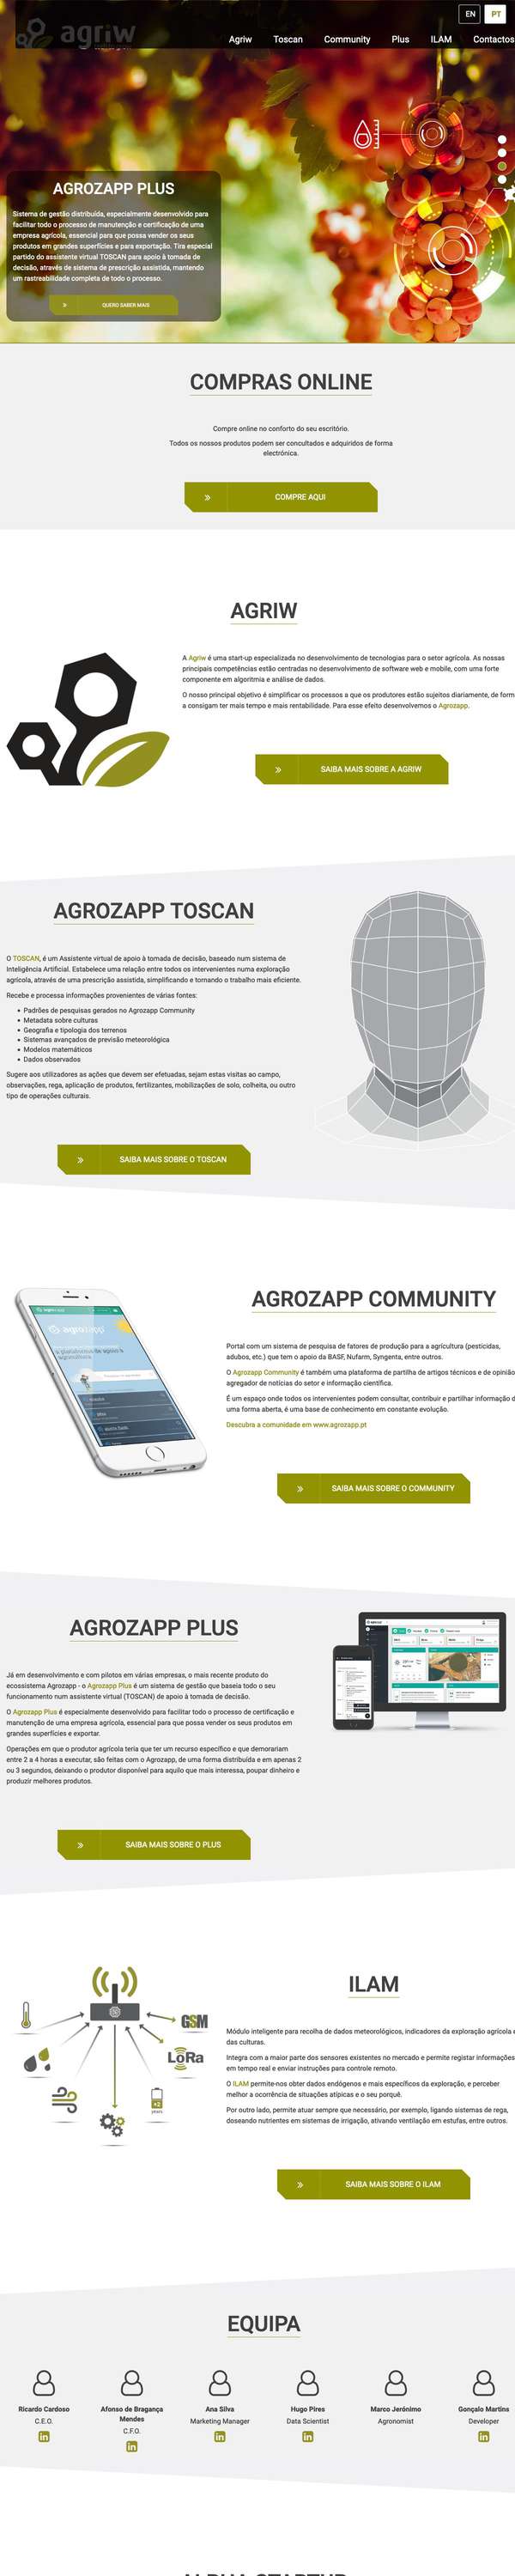 EN
PT
agriw
Agriw
Toscan
Community
Plus
ILAM
Contactos
AGROZAPP PLUS
Sistema de gestão distribuída, especialmente desenvolvido para
facilitar todo o processo de manutenção e certificação de uma
empresa agrícola, essencial para que possa vender os seus
produtos em grandes superfícies e para exportação. Tira especial
partido do assistente virtual TOSCAN para apoio à tomada de
decisão, através de sistema de prescrição assistida, mantendo
um rastreabilidade completa de todo o processo.
» QUERO SABER MAIS
COMPRAS ONLINE
Compre online no conforto do seu escritório.
Todos os nossos produtos podem ser concultados e adquiridos de forma
electrónica.
» COMPRE AQUI
AGRIW
A Agriw é uma start-up especializada no desenvolvimento de tecnologias para o setor agrícola. As nossas
principais competências estão centradas no desenvolvimento de software web e mobile, com uma forte
componente em algoritmia e análise de dados.
O nosso principal objetivo é simplificar os processos a que os produtores estão sujeitos diariamente, de form
a consigam ter mais tempo e mais rentabilidade. Para esse efeito desenvolvemos o Agrozapp.
» SAIBA MAIS SOBRE A AGRIW
AGROZAPP TOSCAN
O TOSCAN, é um Assistente virtual de apoio à tomada de decisão, baseado num sistema de
Inteligência Artificial. Estabelece uma relação entre todos os intervenientes numa exploração
agrícola, através de uma prescrição assistida, simplificando e tornando o trabalho mais eficiente.
Recebe e processa informações provenientes de várias fontes:
• Padrões de pesquisas gerados no Agrozapp Community
• Metadata sobre culturas
• Geografia e tipologia dos terrenos
• Sistemas avançados de previsão meteorológica
• Modelos matemáticos
• Dados observados
Sugere aos utilizadores as ações que devem ser efetuadas, sejam estas visitas ao campo,
observações, rega, aplicação de produtos, fertilizantes, mobilizações de solo, colheita, ou outro
tipo de operações culturais.
» SAIBA MAIS SOBRE O TOSCAN
AGROZAPP COMMUNITY
Portal com um sistema de pesquisa de fatores de produção para a agrícultura (pesticidas,
adubos, etc.) que tem o apoio da BASF, Nufarm, Syngenta, entre outros.
O Agrozapp Community é também uma plataforma de partilha de artigos técnicos e de opinião
agregador de notícias do setor e informação científica.
É um espaço onde todos os intervenientes podem consultar, contribuir e partilhar informação d
uma forma aberta, é uma base de conhecimento em constante evolução.
Descubra a comunidade em www.agrozapp.pt
» SAIBA MAIS SOBRE O COMMUNITY
AGROZAPP PLUS
Já em desenvolvimento e com pilotos em várias empresas, o mais recente produto do
ecossistema Agrozapp - o Agrozapp Plus é um sistema de gestão que baseia todo o seu
funcionamento num assistente virtual (TOSCAN) de apoio à tomada de decisão.
O Agrozapp Plus é especialmente desenvolvido para facilitar todo o processo de certificação e
manutenção de uma empresa agrícola, essencial para que possa vender os seus produtos em
grandes superfícies e exportar.
Operações em que o produtor agrícola teria que ter um recurso específico e que demorariam
entre 2 a 4 horas a executar, são feitas com o Agrozapp, de uma forma distribuída e em apenas 2
ou 3 segundos, deixando o produtor disponível para aquilo que mais interessa, poupar dinheiro e
produzir melhores produtos.
» SAIBA MAIS SOBRE O PLUS
GSM
LoRa
+2
years
ILAM
Módulo inteligente para recolha de dados meteorológicos, indicadores da exploração agrícola e
das culturas.
Integra com a maior parte dos sensores existentes no mercado e permite registar informações
em tempo real e enviar instruções para controle remoto.
O ILAM permite-nos obter dados endógenos e mais específicos da exploração, e perceber
melhor a ocorrência de situações atípicas e o seu porquê.
Por outro lado, permite atuar sempre que necessário, por exemplo, ligando sistemas de rega,
doseando nutrientes em sistemas de irrigação, ativando ventilação em estufas, entre outros.
» SAIBA MAIS SOBRE O ILAM
EQUIPA
Ricardo Cardoso
C.E.O.
in
Afonso de Bragança
Mendes
C.F.O.
in
Ana Silva
Marketing Manager
in
Hugo Pires
Data Scientist
in
Marco Jerónimo
Agronomist
Gonçalo Martins
Developer
in